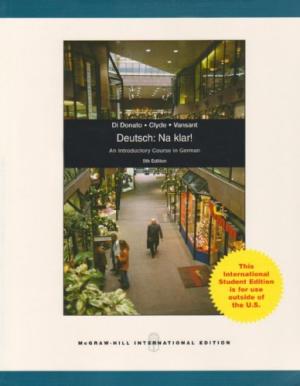 Di Donato • Clyde • Vansant
Deutsch: Na klar!
An Introductory Course in German
5th Edition
This
International
Student Edition
is for use
outside of
the U.S.
McGRAW-HILL INTERNATIONAL EDITION